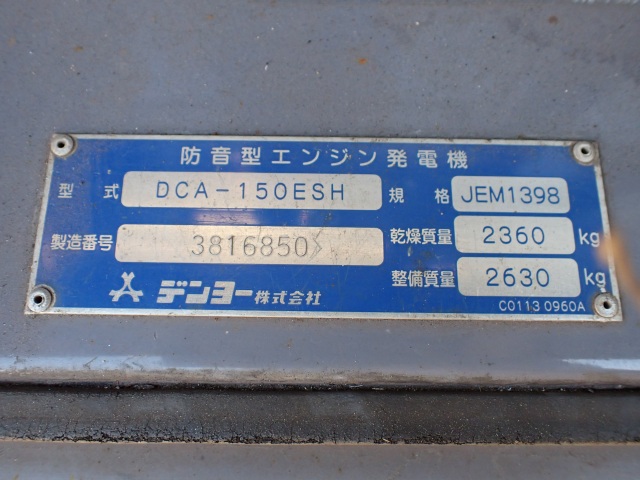 防音型エンジン発電機
型式 DCA-150ESH 規格 JEM1398
製造番号 3816850 乾燥質量 2360 kg
デンヨー株式会社 整備質量 2630 kg
C0113 0960A